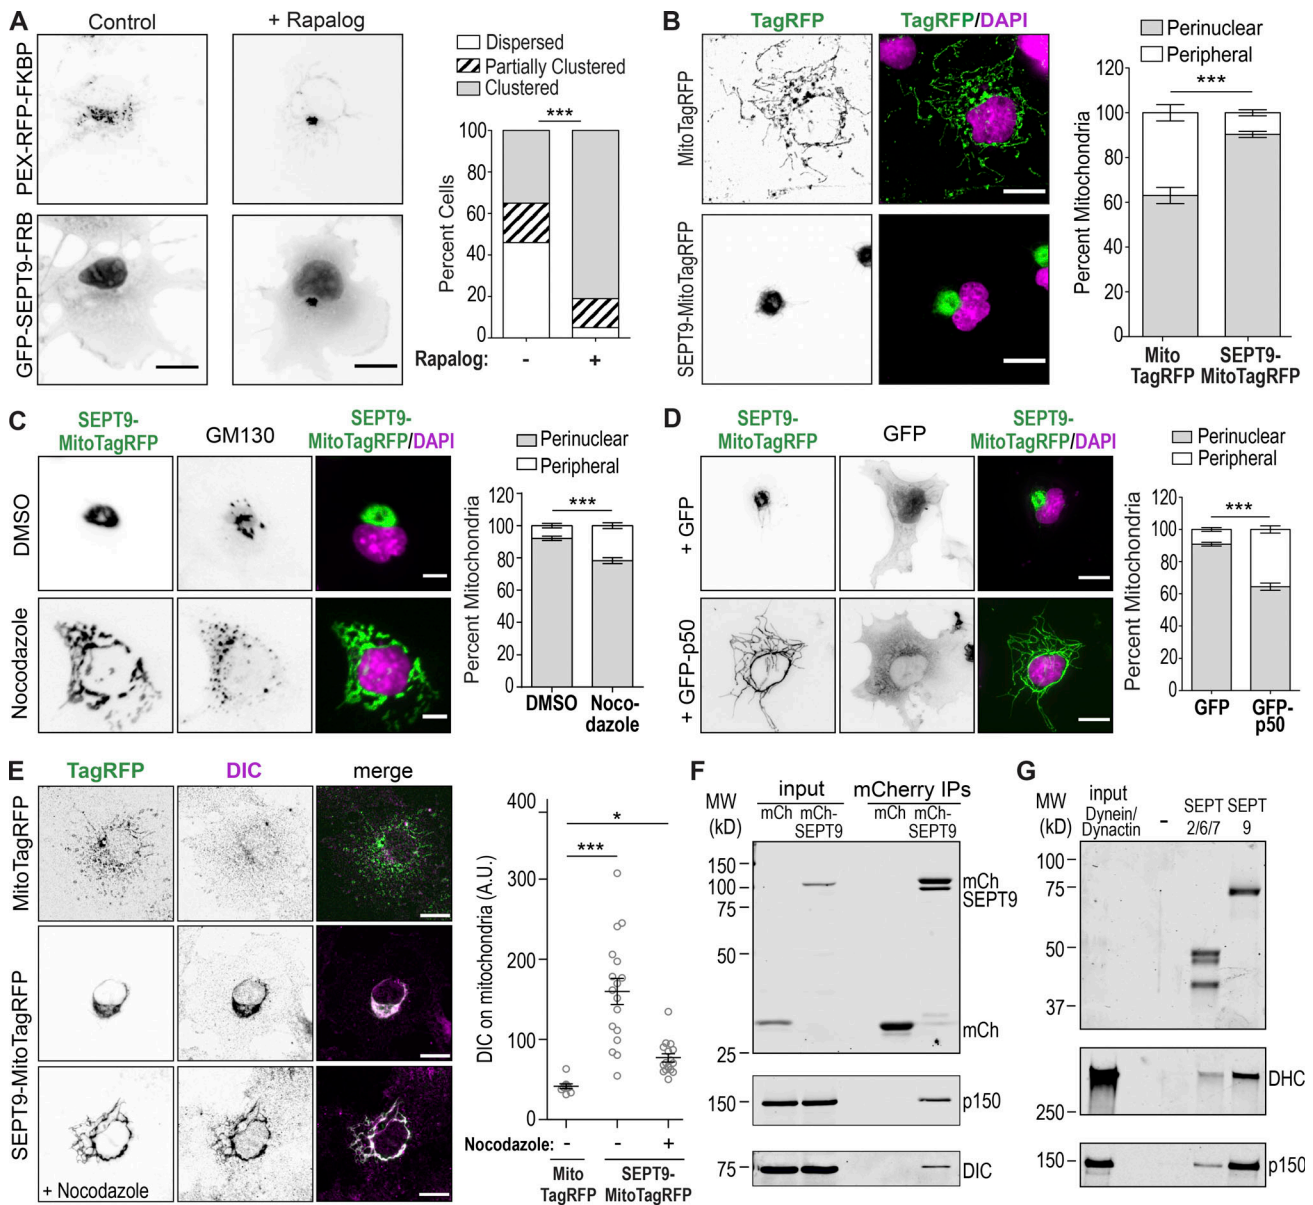 A
Control
+ Rapalog
PEX-RFP-FKBP
GFP-SEPT9-FRB
Dispersed
Partially Clustered
Clustered
***
Percent Cells
100
80
60
40
20
0
Rapalog: - +
B
TagRFP
TagRFP/DAPI
MitoTagRFP
SEPT9-MitoTagRFP
Perinuclear
Peripheral
***
Percent Mitochondria
120
100
80
60
40
20
0
Mito TagRFP
SEPT9-MitoTagRFP
C
SEPT9-MitoTagRFP
GM130
SEPT9-MitoTagRFP/DAPI
DMSO
Nocodazole
Perinuclear
Peripheral
***
Percent Mitochondria
120
100
80
60
40
20
0
DMSO
Noco-dazole
D
SEPT9-MitoTagRFP
GFP
SEPT9-MitoTagRFP/DAPI
+ GFP
+ GFP-p50
Perinuclear
Peripheral
***
Percent Mitochondria
120
100
80
60
40
20
0
GFP
GFP-p50
E
TagRFP
DIC
merge
MitoTagRFP
SEPT9-MitoTagRFP
+ Nocodazole
DIC on mitochondria (A.U.)
400
300
200
100
0
*
***
Nocodazole: - - +
Mito TagRFP
SEPT9-MitoTagRFP
F
MW (kD)
input
mCherry IPs
mCh
mCh-SEPT9
mCh
mCh-SEPT9
150
100
75
50
37
25
mCh SEPT9
mCh
150
p150
75
DIC
G
MW (kD)
input Dynein/Dynactin
-
SEPT 2/6/7
SEPT 9
100
75
50
37
250
DHC
150
p150